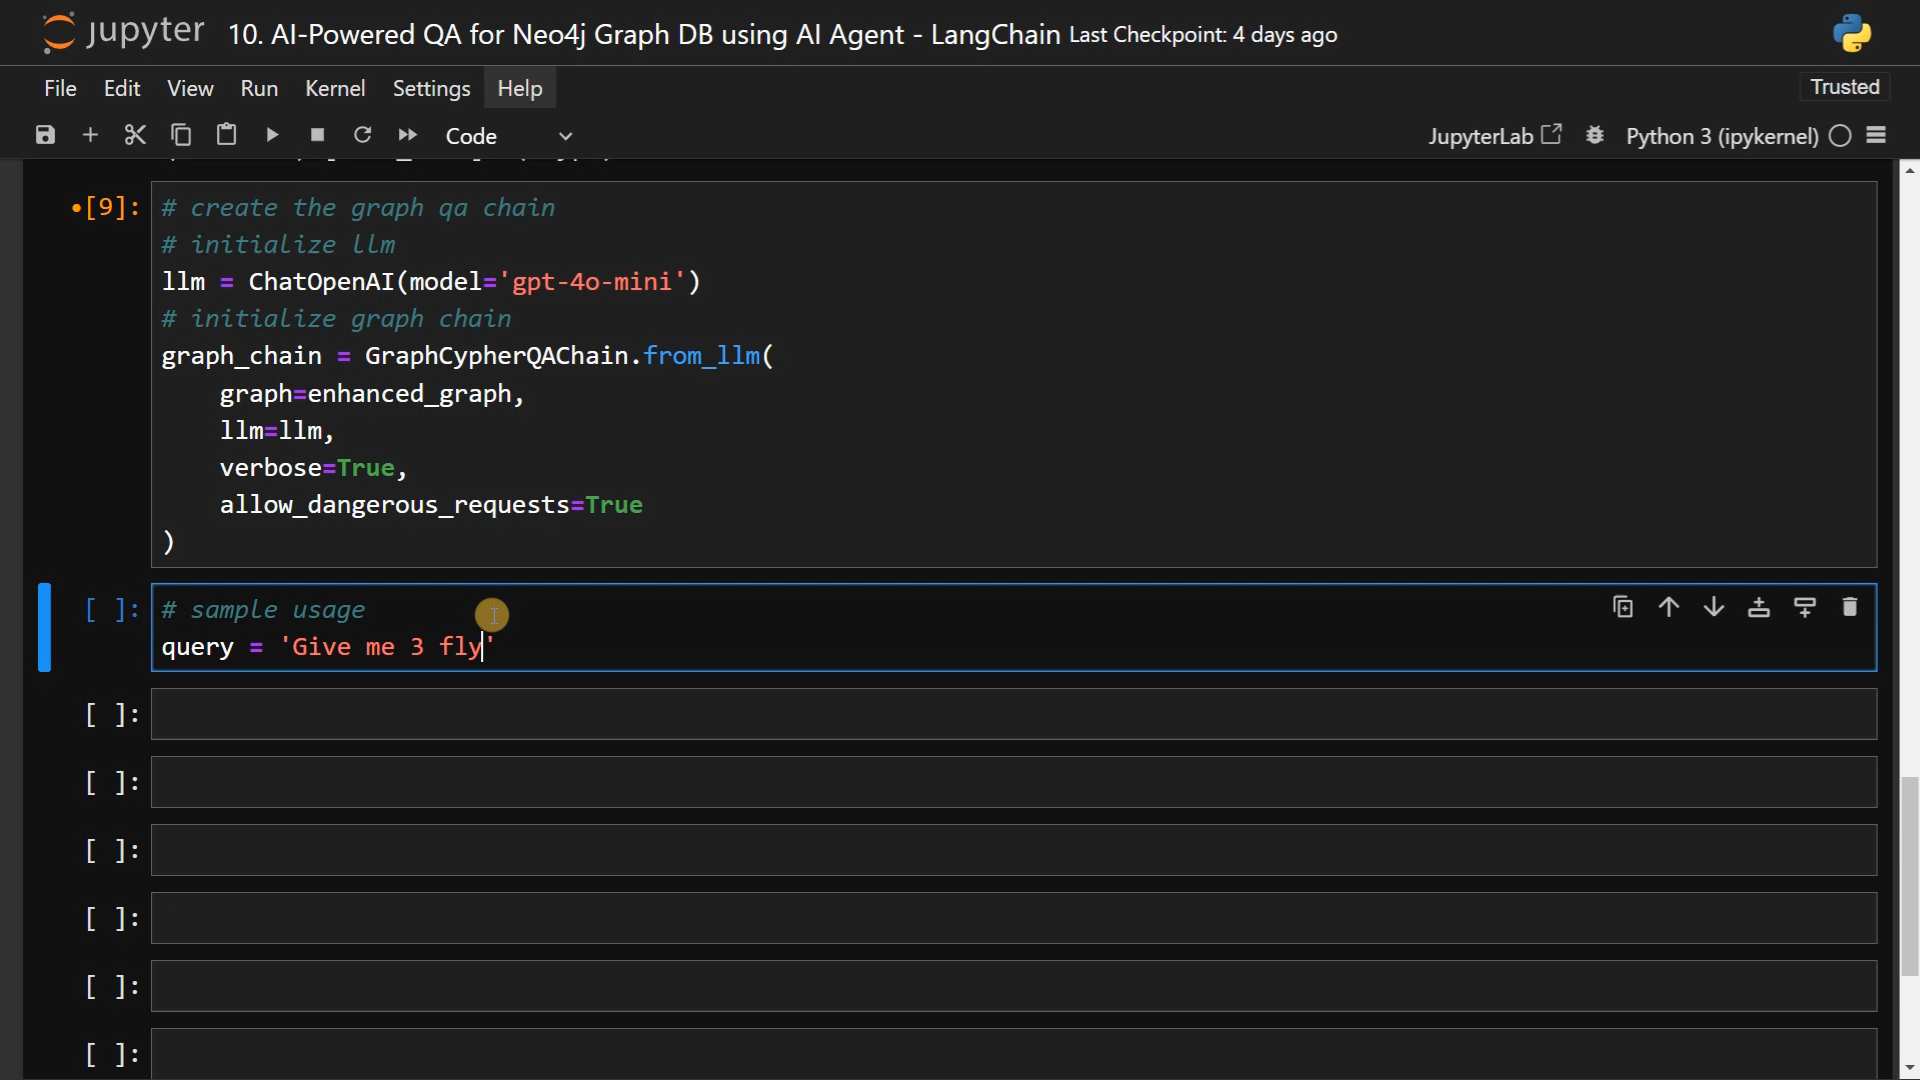 jupyter 10. AI-Powered QA for Neo4j Graph DB using AI Agent - LangChain Last Checkpoint: 4 days ago
File Edit View Run Kernel Settings Help Trusted
Code JupyterLab Python 3 (ipykernel)
•[9]: # create the graph qa chain
# initialize llm
llm = ChatOpenAI(model='gpt-4o-mini')
# initialize graph chain
graph_chain = GraphCypherQAChain.from_llm(
graph=enhanced_graph,
llm=llm,
verbose=True,
allow_dangerous_requests=True
)
[ ]: # sample usage
query = 'Give me 3 fly'
[ ]:
[ ]:
[ ]:
[ ]:
[ ]:
[ ]: